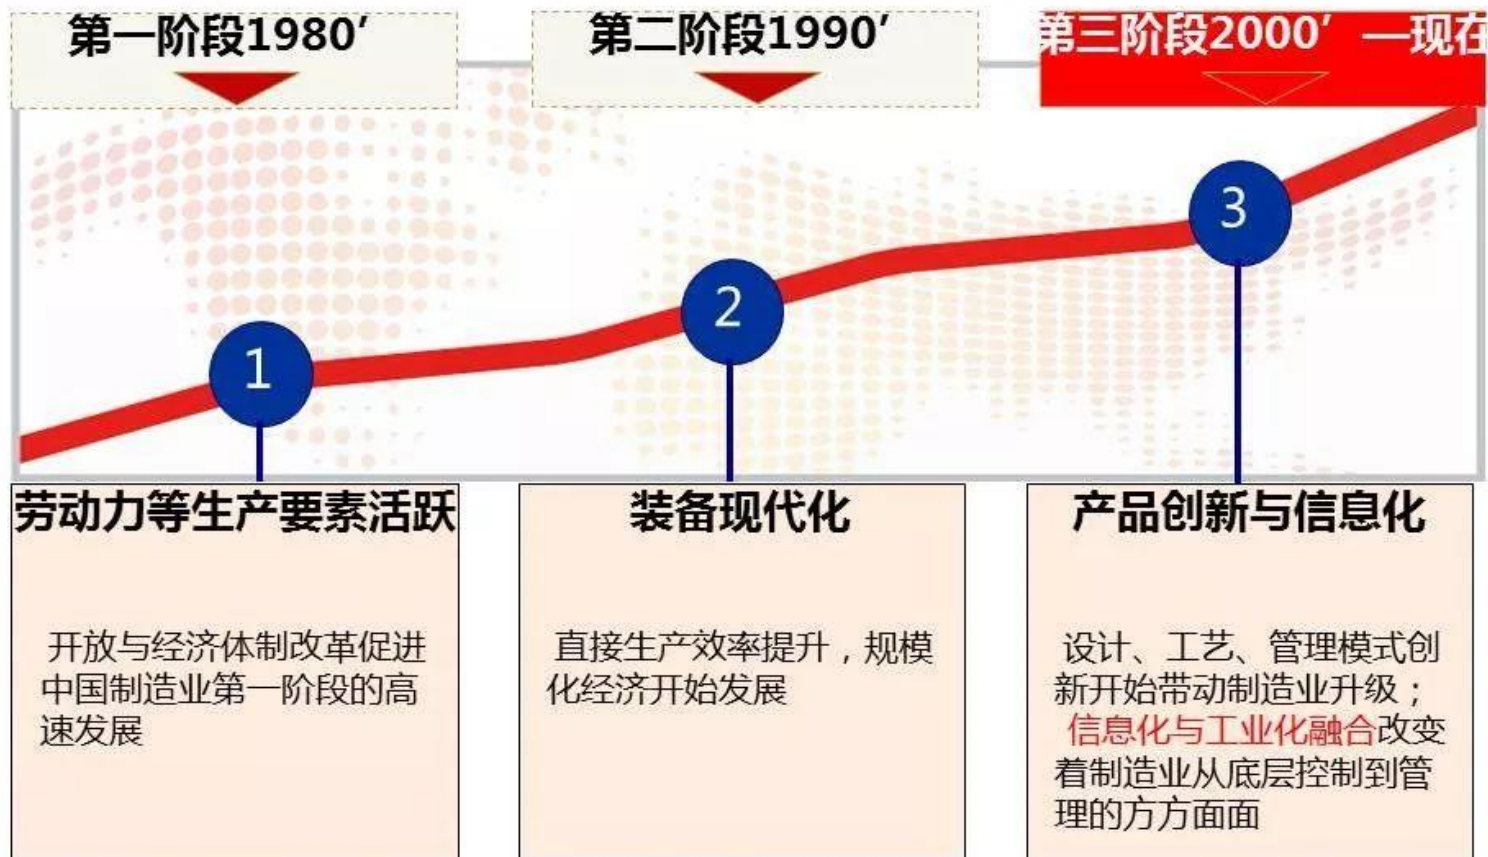 第一阶段1980′
第二阶段1990′
第三阶段2000′—现在
1
2
3
劳动力等生产要素活跃
开放与经济体制改革促进
中国制造业第一阶段的高
速发展
装备现代化
直接生产效率提升，规模
化经济开始发展
产品创新与信息化
设计、工艺、管理模式创
新开始带动制造业升级；
信息化与工业化融合改变
着制造业从底层控制到管
理的方方面面